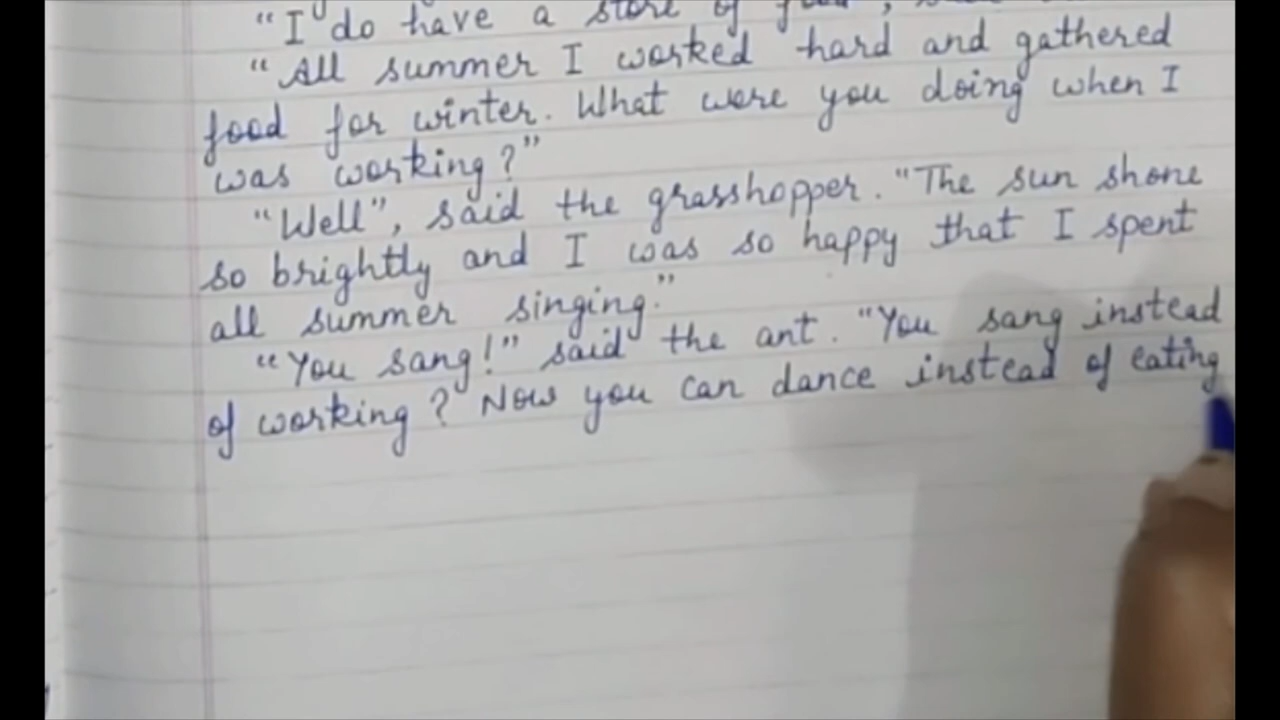 "I do have a store of
"All summer I worked hard and gathered
food for winter. What were you doing when I
was working?"
"Well", said the grasshopper. "The sun shone
so brightly and I was so happy that I spent
all summer singing."
"You sang!" said the ant. "You sang instead
of working? Now you can dance instead of eating